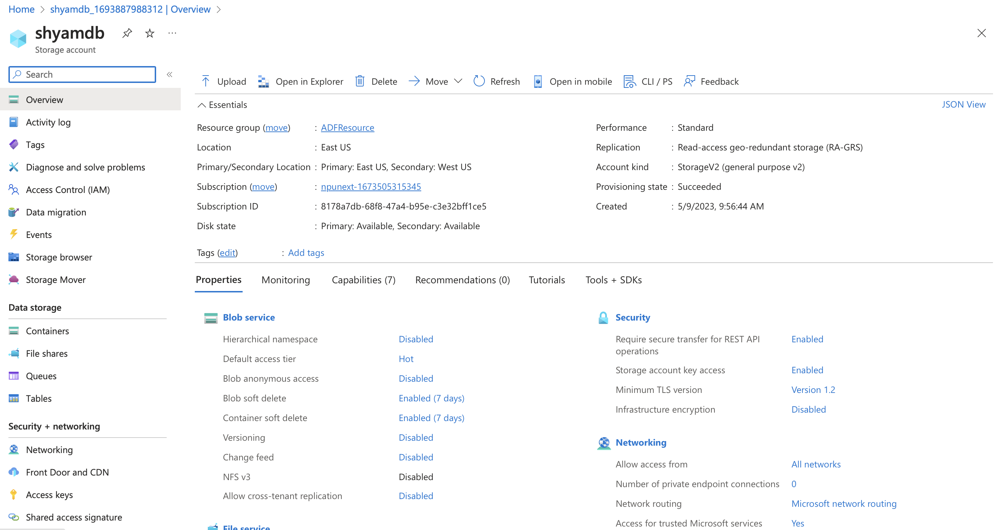 Home > shyamdb_1693887988312 | Overview >
shyamdb
Storage account
Search
Overview
Activity log
Tags
Diagnose and solve problems
Access Control (IAM)
Data migration
Events
Storage browser
Storage Mover
Data storage
Containers
File shares
Queues
Tables
Security + networking
Networking
Front Door and CDN
Access keys
Shared access signature
Upload Open in Explorer Delete Move Refresh Open in mobile CLI / PS Feedback
Essentials
JSON View
Resource group (move) : ADFResource
Location : East US
Primary/Secondary Location : Primary: East US, Secondary: West US
Subscription (move) : npunext-1673505315345
Subscription ID : 8178a7db-68f8-47a4-b95e-c3e32bff1ce5
Disk state : Primary: Available, Secondary: Available
Performance : Standard
Replication : Read-access geo-redundant storage (RA-GRS)
Account kind : StorageV2 (general purpose v2)
Provisioning state : Succeeded
Created : 5/9/2023, 9:56:44 AM
Tags (edit) : Add tags
Properties Monitoring Capabilities (7) Recommendations (0) Tutorials Tools + SDKs
Blob service
Hierarchical namespace Disabled
Default access tier Hot
Blob anonymous access Disabled
Blob soft delete Enabled (7 days)
Container soft delete Enabled (7 days)
Versioning Disabled
Change feed Disabled
NFS v3 Disabled
Allow cross-tenant replication Disabled
File service
Security
Require secure transfer for REST API Enabled
operations
Storage account key access Enabled
Minimum TLS version Version 1.2
Infrastructure encryption Disabled
Networking
Allow access from All networks
Number of private endpoint connections 0
Network routing Microsoft network routing
Access for trusted Microsoft services Yes